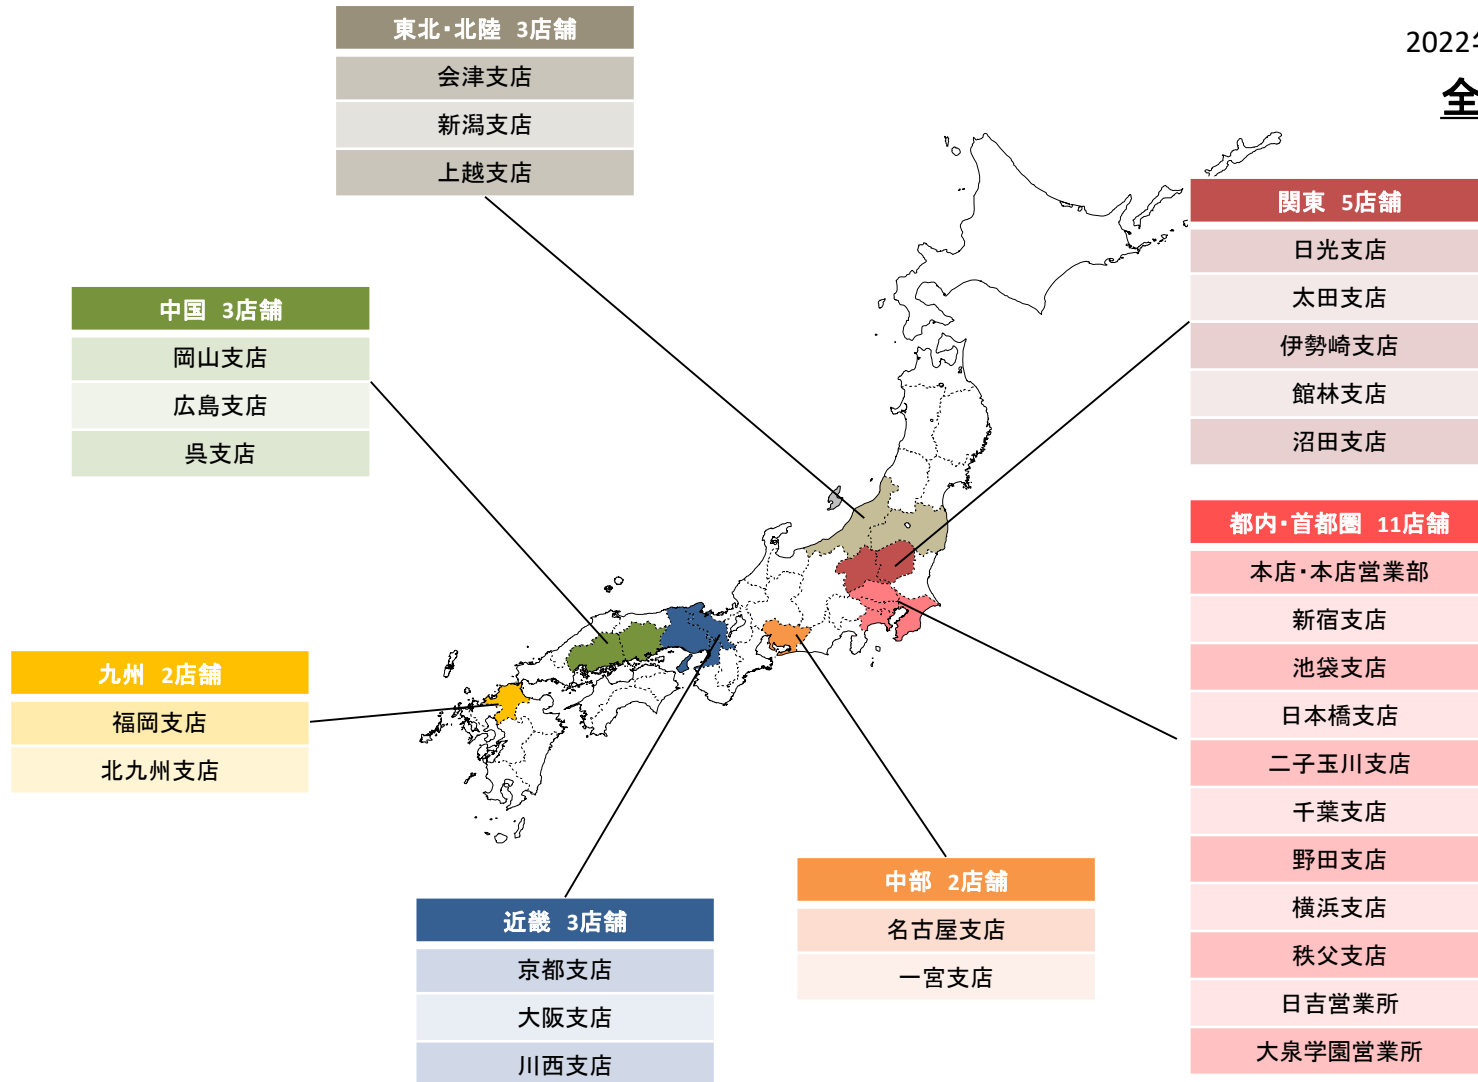 2022年
全
東北・北陸 3店舗
会津支店
新潟支店
上越支店
関東 5店舗
日光支店
太田支店
伊勢崎支店
館林支店
沼田支店
中国 3店舗
岡山支店
広島支店
呉支店
都内・首都圏 11店舗
本店・本店営業部
新宿支店
池袋支店
日本橋支店
二子玉川支店
千葉支店
野田支店
横浜支店
秩父支店
日吉営業所
大泉学園営業所
九州 2店舗
福岡支店
北九州支店
中部 2店舗
名古屋支店
一宮支店
近畿 3店舗
京都支店
大阪支店
川西支店